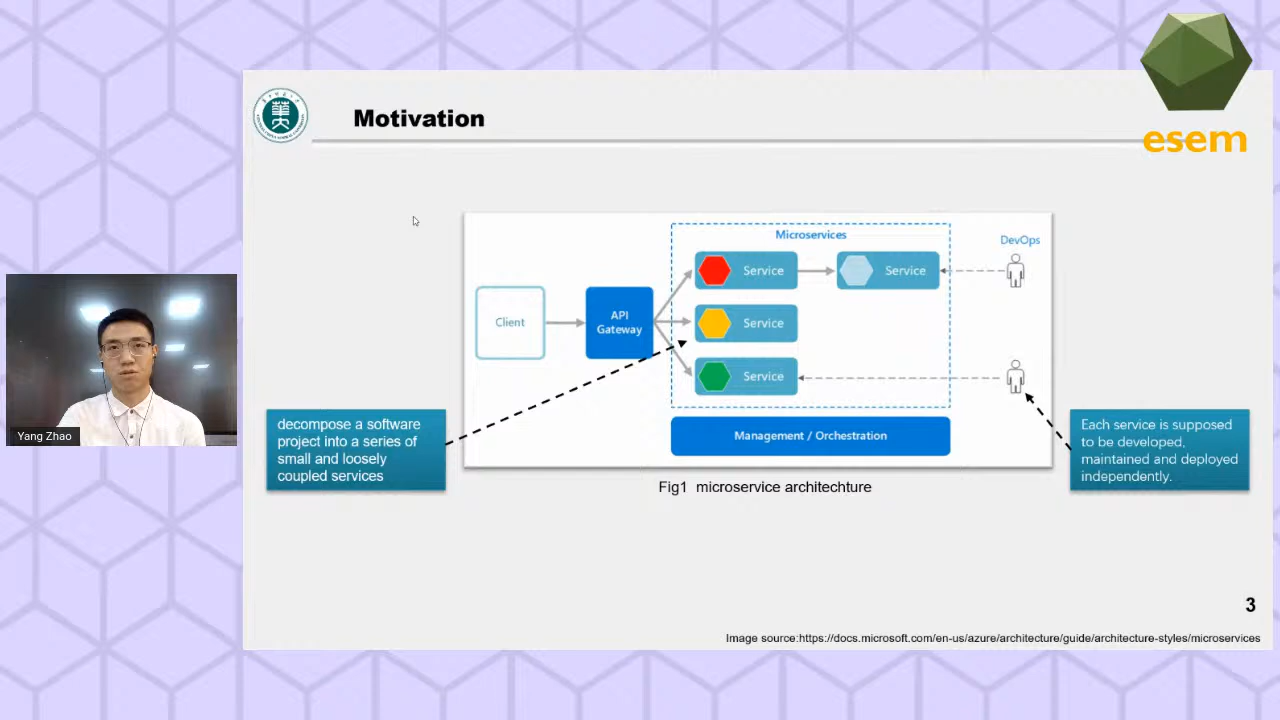 esem
Motivation
Microservices
DevOps
Service
Service
Client
API
Gateway
Service
Service
Management / Orchestration
decompose a software
project into a series of
small and loosely
coupled services
Each service is supposed
to be developed,
maintained and deployed
independently.
Yang Zhao
Fig1 microservice architechture
3
Image source:https://docs.microsoft.com/en-us/azure/architecture/guide/architecture-styles/microservices